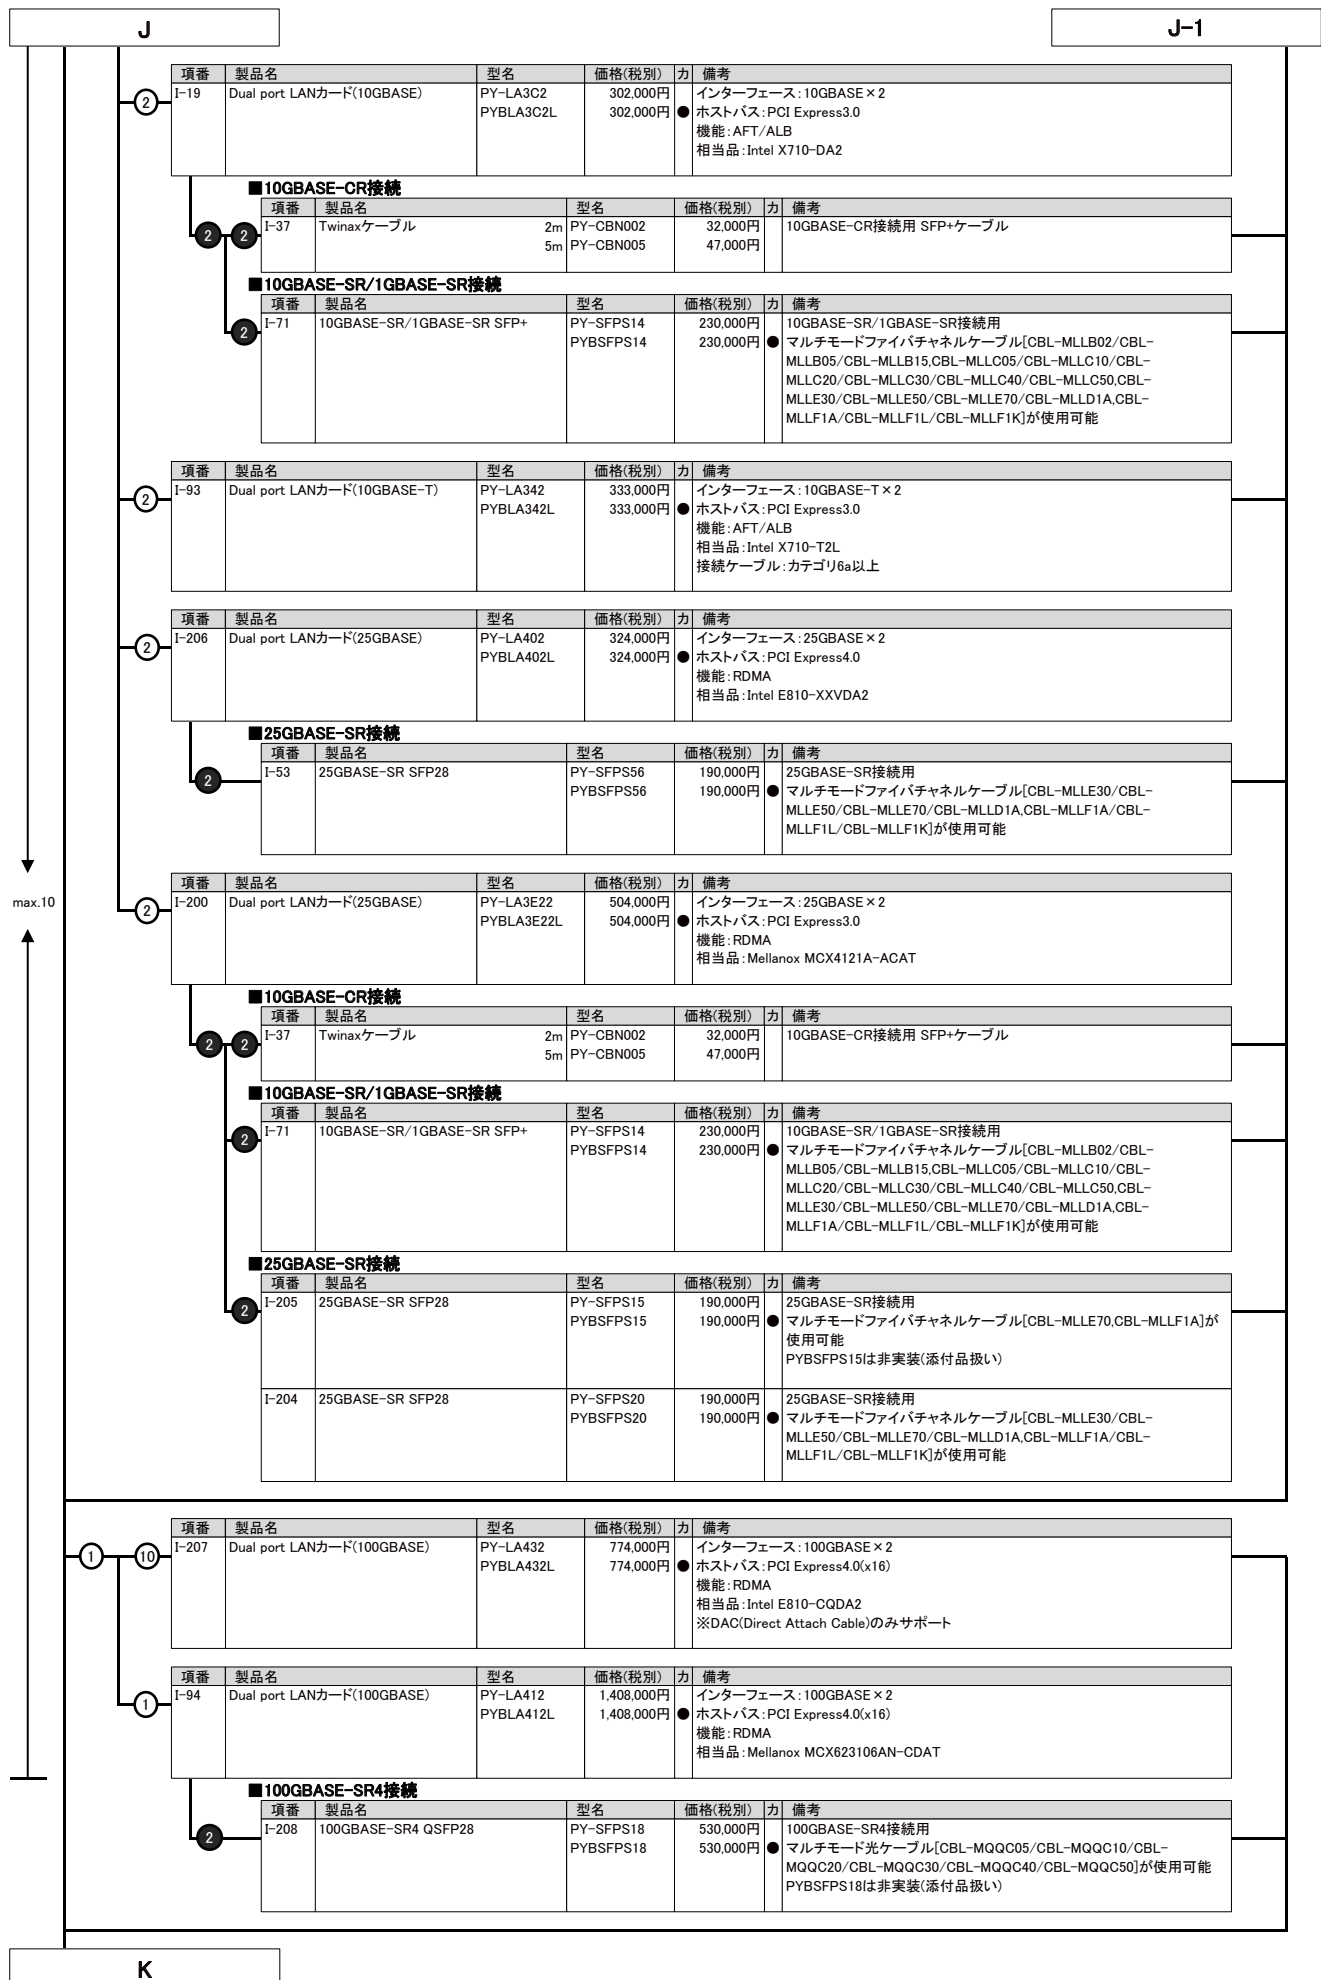 J
J-1
項番 製品名 型名 価格(税別) カ 備考
I-19 Dual port LANカード(10GBASE) PY-LA3C2 302,000円 インターフェース:10GBASE×2
PYBLA3C2L 302,000円 ● ホストバス:PCI Express3.0
機能:AFT/ALB
相当品:Intel X710-DA2
2
■10GBASE-CR接続
項番 製品名 型名 価格(税別) カ 備考
I-37 Twinaxケーブル 2m PY-CBN002 32,000円 10GBASE-CR接続用 SFP+ケーブル
5m PY-CBN005 47,000円
2 2
■10GBASE-SR/1GBASE-SR接続
項番 製品名 型名 価格(税別) カ 備考
I-71 10GBASE-SR/1GBASE-SR SFP+ PY-SFPS14 230,000円 10GBASE-SR/1GBASE-SR接続用
PYBSFPS14 230,000円 ● マルチモードファイバチャネルケーブル[CBL-MLLB02/CBL-
MLLB05/CBL-MLLB15,CBL-MLLC05/CBL-MLLC10/CBL-
MLLC20/CBL-MLLC30/CBL-MLLC40/CBL-MLLC50,CBL-
MLLE30/CBL-MLLE50/CBL-MLLE70/CBL-MLLD1A,CBL-
MLLF1A/CBL-MLLF1L/CBL-MLLF1K]が使用可能
2
項番 製品名 型名 価格(税別) カ 備考
I-93 Dual port LANカード(10GBASE-T) PY-LA342 333,000円 インターフェース:10GBASE-T×2
PYBLA342L 333,000円 ● ホストバス:PCI Express3.0
機能:AFT/ALB
相当品:Intel X710-T2L
接続ケーブル:カテゴリ6a以上
2
項番 製品名 型名 価格(税別) カ 備考
I-206 Dual port LANカード(25GBASE) PY-LA402 324,000円 インターフェース:25GBASE×2
PYBLA402L 324,000円 ● ホストバス:PCI Express4.0
機能:RDMA
相当品:Intel E810-XXVDA2
2
■25GBASE-SR接続
項番 製品名 型名 価格(税別) カ 備考
I-53 25GBASE-SR SFP28 PY-SFPS56 190,000円 25GBASE-SR接続用
PYBSFPS56 190,000円 ● マルチモードファイバチャネルケーブル[CBL-MLLE30/CBL-
MLLE50/CBL-MLLE70/CBL-MLLD1A,CBL-MLLF1A/CBL-
MLLF1L/CBL-MLLF1K]が使用可能
2
max.10
項番 製品名 型名 価格(税別) カ 備考
I-200 Dual port LANカード(25GBASE) PY-LA3E22 504,000円 インターフェース:25GBASE×2
PYBLA3E22L 504,000円 ● ホストバス:PCI Express3.0
機能:RDMA
相当品:Mellanox MCX4121A-ACAT
2
■10GBASE-CR接続
項番 製品名 型名 価格(税別) カ 備考
I-37 Twinaxケーブル 2m PY-CBN002 32,000円 10GBASE-CR接続用 SFP+ケーブル
5m PY-CBN005 47,000円
2 2
■10GBASE-SR/1GBASE-SR接続
項番 製品名 型名 価格(税別) カ 備考
I-71 10GBASE-SR/1GBASE-SR SFP+ PY-SFPS14 230,000円 10GBASE-SR/1GBASE-SR接続用
PYBSFPS14 230,000円 ● マルチモードファイバチャネルケーブル[CBL-MLLB02/CBL-
MLLB05/CBL-MLLB15,CBL-MLLC05/CBL-MLLC10/CBL-
MLLC20/CBL-MLLC30/CBL-MLLC40/CBL-MLLC50,CBL-
MLLE30/CBL-MLLE50/CBL-MLLE70/CBL-MLLD1A,CBL-
MLLF1A/CBL-MLLF1L/CBL-MLLF1K]が使用可能
2
■25GBASE-SR接続
項番 製品名 型名 価格(税別) カ 備考
I-205 25GBASE-SR SFP28 PY-SFPS15 190,000円 25GBASE-SR接続用
PYBSFPS15 190,000円 ● マルチモードファイバチャネルケーブル[CBL-MLLE70,CBL-MLLF1A]が
使用可能
PYBSFPS15は非実装(添付品扱い)
2
I-204 25GBASE-SR SFP28 PY-SFPS20 190,000円 25GBASE-SR接続用
PYBSFPS20 190,000円 ● マルチモードファイバチャネルケーブル[CBL-MLLE30/CBL-
MLLE50/CBL-MLLE70/CBL-MLLD1A,CBL-MLLF1A/CBL-
MLLF1L/CBL-MLLF1K]が使用可能
項番 製品名 型名 価格(税別) カ 備考
I-207 Dual port LANカード(100GBASE) PY-LA432 774,000円 インターフェース:100GBASE×2
PYBLA432L 774,000円 ● ホストバス:PCI Express4.0(x16)
機能:RDMA
相当品:Intel E810-CQDA2
※DAC(Direct Attach Cable)のみサポート
1 10
項番 製品名 型名 価格(税別) カ 備考
I-94 Dual port LANカード(100GBASE) PY-LA412 1,408,000円 インターフェース:100GBASE×2
PYBLA412L 1,408,000円 ● ホストバス:PCI Express4.0(x16)
機能:RDMA
相当品:Mellanox MCX623106AN-CDAT
1
■100GBASE-SR4接続
項番 製品名 型名 価格(税別) カ 備考
I-208 100GBASE-SR4 QSFP28 PY-SFPS18 530,000円 100GBASE-SR4接続用
PYBSFPS18 530,000円 ● マルチモード光ケーブル[CBL-MQQC05/CBL-MQQC10/CBL-
MQQC20/CBL-MQQC30/CBL-MQQC40/CBL-MQQC50]が使用可能
PYBSFPS18は非実装(添付品扱い)
2
K